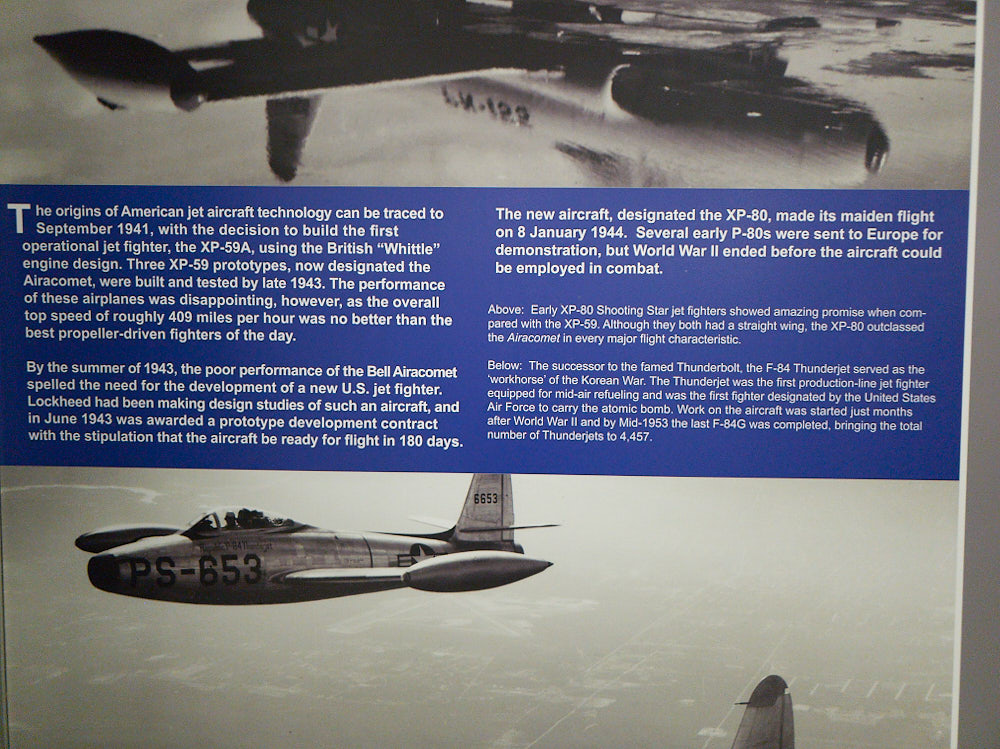 The origins of American jet aircraft technology can be traced to
September 1941, with the decision to build the first
operational jet fighter, the XP-59A, using the British “Whittle”
engine design. Three XP-59 prototypes, now designated the
Airacomet, were built and tested by late 1943. The performance
of these airplanes was disappointing, however, as the overall
top speed of roughly 409 miles per hour was no better than the
best propeller-driven fighters of the day.
By the summer of 1943, the poor performance of the Bell Airacomet
spelled the need for the development of a new U.S. jet fighter.
Lockheed had been making design studies of such an aircraft, and
in June 1943 was awarded a prototype development contract
with the stipulation that the aircraft be ready for flight in 180 days.
The new aircraft, designated the XP-80, made its maiden flight
on 8 January 1944. Several early P-80s were sent to Europe for
demonstration, but World War II ended before the aircraft could
be employed in combat.
Above: Early XP-80 Shooting Star jet fighters showed amazing promise when com-
pared with the XP-59. Although they both had a straight wing, the XP-80 outclassed
the Airacomet in every major flight characteristic.
Below: The successor to the famed Thunderbolt, the F-84 Thunderjet served as the
‘workhorse’ of the Korean War. The Thunderjet was the first production-line jet fighter
equipped for mid-air refueling and was the first fighter designated by the United States
Air Force to carry the atomic bomb. Work on the aircraft was started just months
after World War II and by Mid-1953 the last F-84G was completed, bringing the total
number of Thunderjets to 4,457.
6653
PS-653